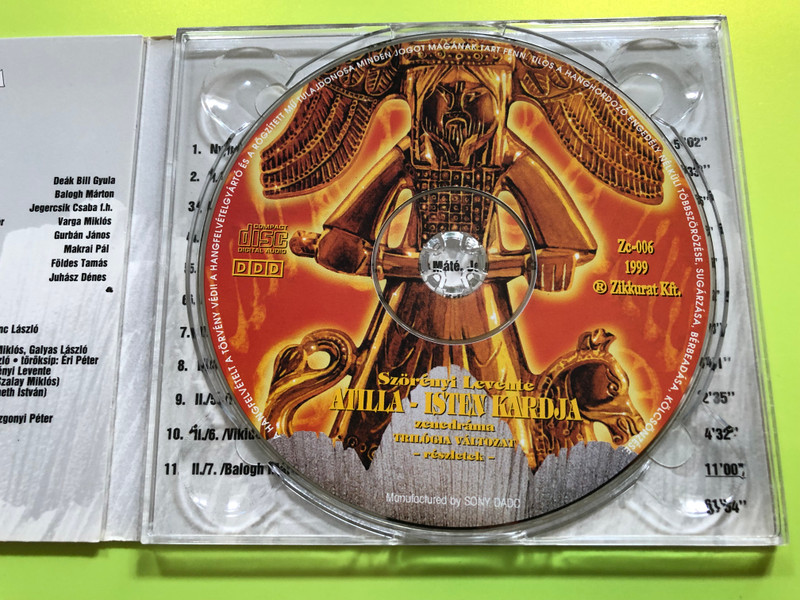 Deák Bill Gyula
Balogh Márton
Jegercsik Csaba f.h.
Varga Miklós
Gurbán János
Makrai Pál
Földes Tamás
Juhász Dénes
László
Miklós, Galyas László
töröksíp: Éri Péter
Levente
Szalay Miklós)
István)
Péter
1.
2.
8.
9. II./5.
10. II./6.
11 II./7. /Balogh
2'35"
4'32"
11'00"
A HANGFELVÉTELT A TÖRVÉNY VÉDI! A HANGFELVÉTELGYÁRTÓ ÉS A RÖGZÍTETT MŰ TULAJDONOSA MINDEN JOGOT MAGÁNAK TART FENN. TILOS A HANGHORDOZÓ ENGEDÉLY NÉLKÜLI TÖBBSZÖRÖZÉSE, SUGÁRZÁSA, BÉRBEADÁSA, KÖLCSÖNZÉSE.
COMPACT
disc
DIGITAL AUDIO
DDD
Máté,
Zc-006
1999
® Zikkurat Kft.
Szörényi Levente
ATILLA - ISTEN KARDJA
zenedráma
TRILÓGIA VÁLTOZAT
- részletek -
Manufactured by SONY DADC